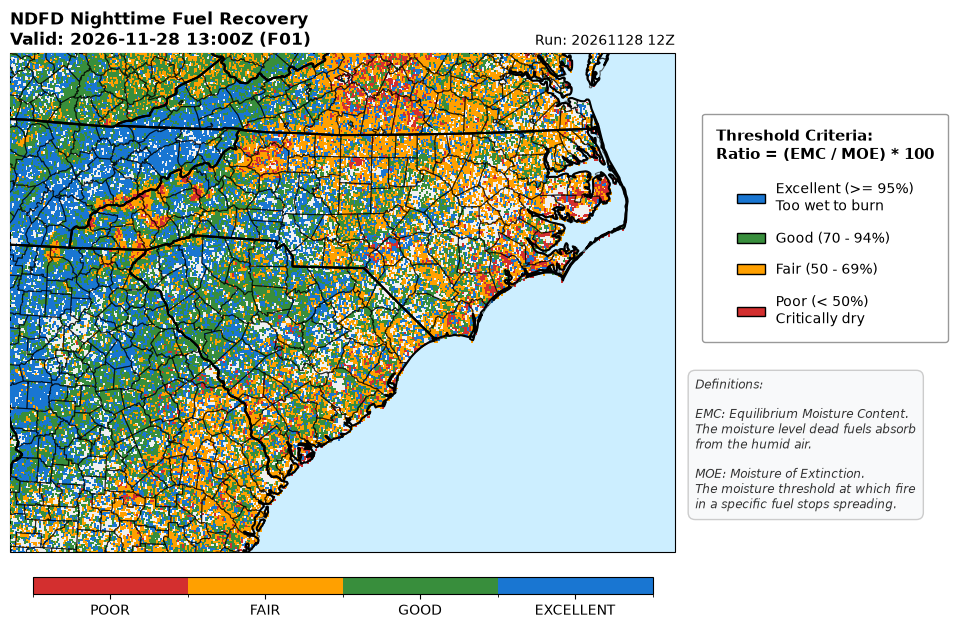 NDFD Nighttime Fuel Recovery
Valid: 2026-11-28 13:00Z (F01)
Run: 20261128 12Z
Threshold Criteria:
Ratio = (EMC / MOE) * 100
Excellent (>= 95%)
Too wet to burn
Good (70 - 94%)
Fair (50 - 69%)
Poor (< 50%)
Critically dry
Definitions:
EMC: Equilibrium Moisture Content.
The moisture level dead fuels absorb
from the humid air.
MOE: Moisture of Extinction.
The moisture threshold at which fire
in a specific fuel stops spreading.
POOR
FAIR
GOOD
EXCELLENT